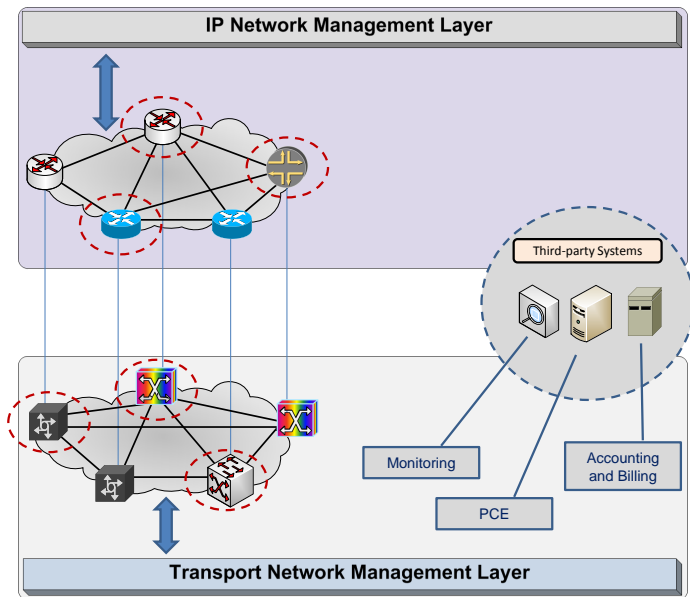 IP Network Management Layer
Third-party Systems
Monitoring
Accounting
and Billing
PCE
Transport Network Management Layer